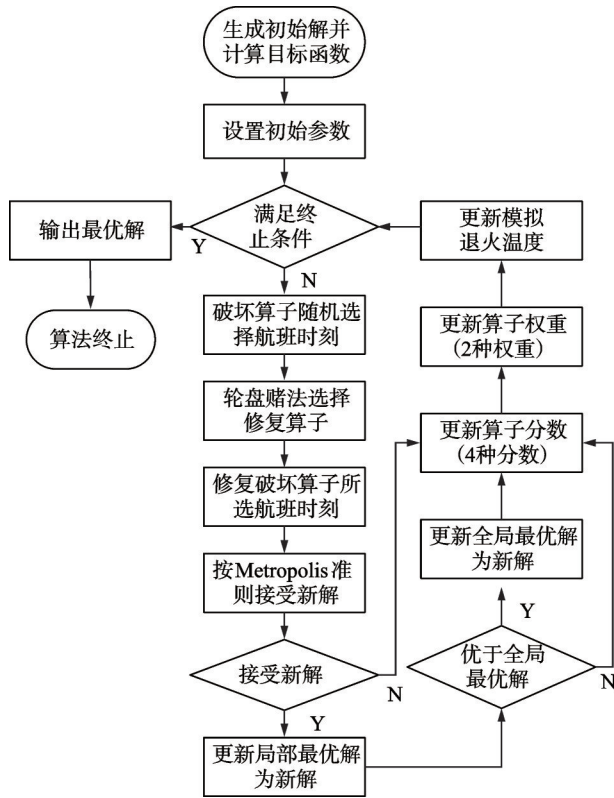 生成初始解并
计算目标函数
设置初始参数
满足终
止条件
Y
N
输出最优解
算法终止
破坏算子随机选
择航班时刻
轮盘赌法选择
修复算子
修复破坏算子所
选航班时刻
按Metropolis准
则接受新解
接受新解
N
Y
更新局部最优解
为新解
优于全局
最优解
Y
N
更新全局最优解
为新解
更新算子分数
(4种分数)
更新算子权重
(2种权重)
更新模拟
退火温度